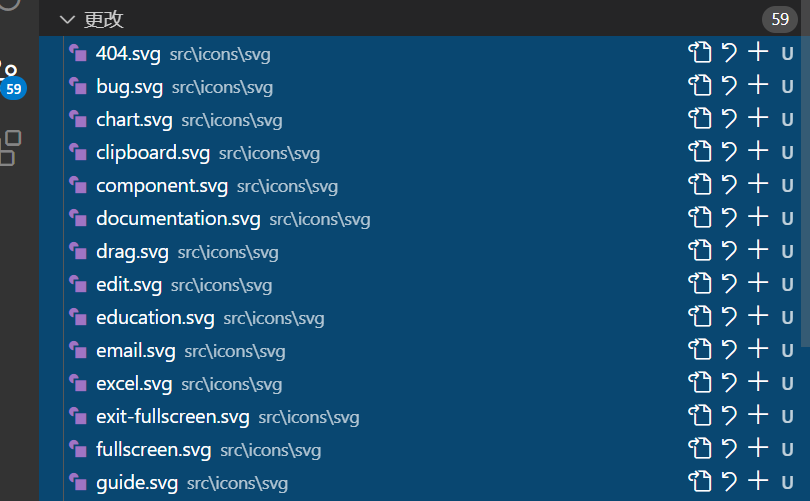 更改 59
404.svg src\icons\svg U
59
bug.svg src\icons\svg U
chart.svg src\icons\svg U
clipboard.svg src\icons\svg U
component.svg src\icons\svg U
documentation.svg src\icons\svg U
drag.svg src\icons\svg U
edit.svg src\icons\svg U
education.svg src\icons\svg U
email.svg src\icons\svg U
excel.svg src\icons\svg U
exit-fullscreen.svg src\icons\svg U
fullscreen.svg src\icons\svg U
guide.svg src\icons\svg U